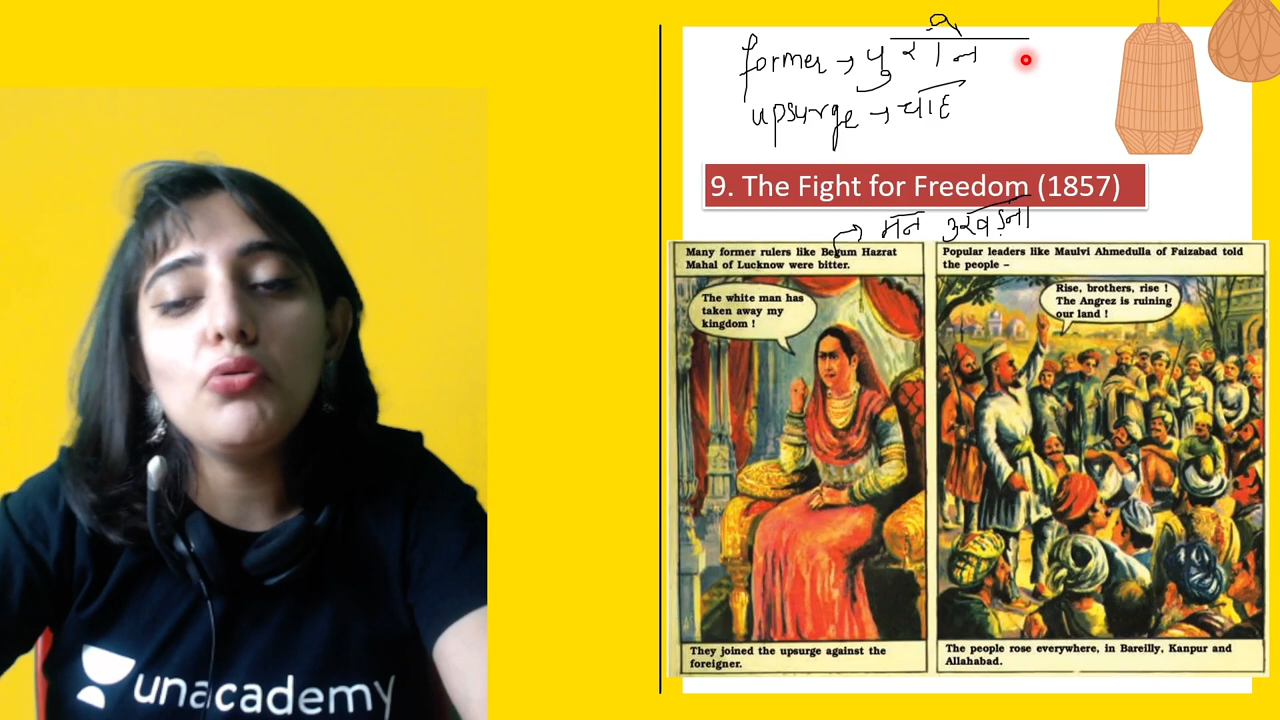 former → पुरान
upsurge →
9. The Fight for Freedom (1857)
→ मन उखड़ना
Many former rulers like Begum Hazrat
Mahal of Lucknow were bitter.
The white man has
taken away my
kingdom !
They joined the upsurge against the
foreigner.
Popular leaders like Maulvi Ahmedulla of Faizabad told
the people –
Rise, brothers, rise !
The Angrez is ruining
our land !
The people rose everywhere, in Bareilly, Kanpur and
Allahabad.
unacademy